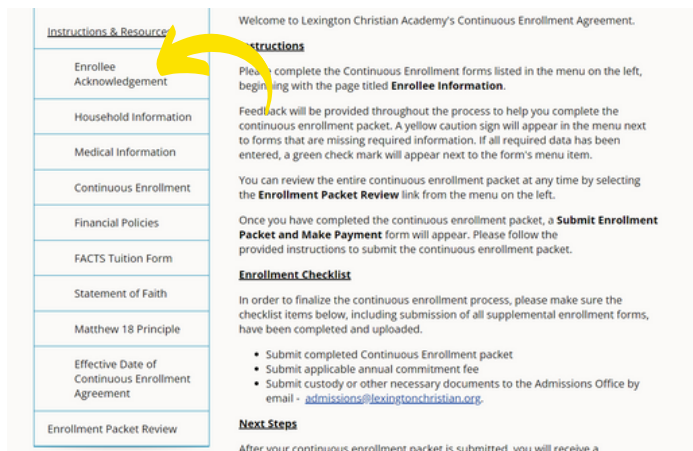 Instructions & Resources
Enrollee
Acknowledgement
Household Information
Medical Information
Continuous Enrollment
Financial Policies
FACTS Tuition Form
Statement of Faith
Matthew 18 Principle
Effective Date of
Continuous Enrollment
Agreement
Enrollment Packet Review
Welcome to Lexington Christian Academy's Continuous Enrollment Agreement.
Instructions
Please complete the Continuous Enrollment forms listed in the menu on the left,
beginning with the page titled Enrollee Information.
Feedback will be provided throughout the process to help you complete the
continuous enrollment packet. A yellow caution sign will appear in the menu next
to forms that are missing required information. If all required data has been
entered, a green check mark will appear next to the form's menu item.
You can review the entire continuous enrollment packet at any time by selecting
the Enrollment Packet Review link from the menu on the left.
Once you have completed the continuous enrollment packet, a Submit Enrollment
Packet and Make Payment form will appear. Please follow the
provided instructions to submit the continuous enrollment packet.
Enrollment Checklist
In order to finalize the continuous enrollment process, please make sure the
checklist items below, including submission of all supplemental enrollment forms,
have been completed and uploaded.
• Submit completed Continuous Enrollment packet
• Submit applicable annual commitment fee
• Submit custody or other necessary documents to the Admissions Office by
email - admissions@lexingtonchristian.org.
Next Steps
After your continuous enrollment packet is submitted, you will receive a